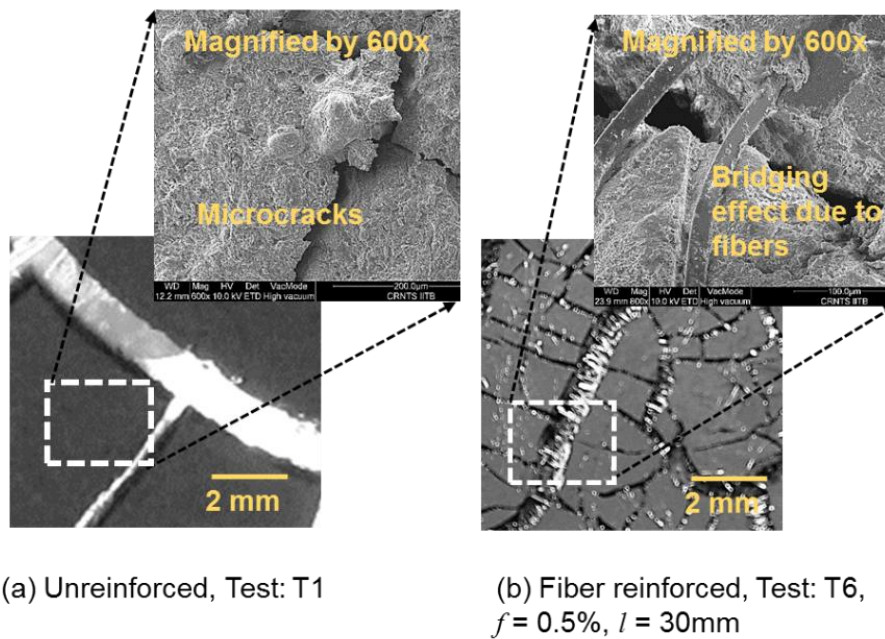 Magnified by 600x
Microcracks
WD Mag HV Det VacMode 200.0µm
12.2 mm 600x 10.0 kV ETD High vacuum CRNTS IITB
2 mm
(a) Unreinforced, Test: T1
Magnified by 600x
Bridging
effect due to
fibers
WD Mag HV Det VacMode 100.0µm
23.9 mm 600x 10.0 kV ETD High vacuum CRNTS IITB
2 mm
(b) Fiber reinforced, Test: T6,
f = 0.5%, l = 30mm